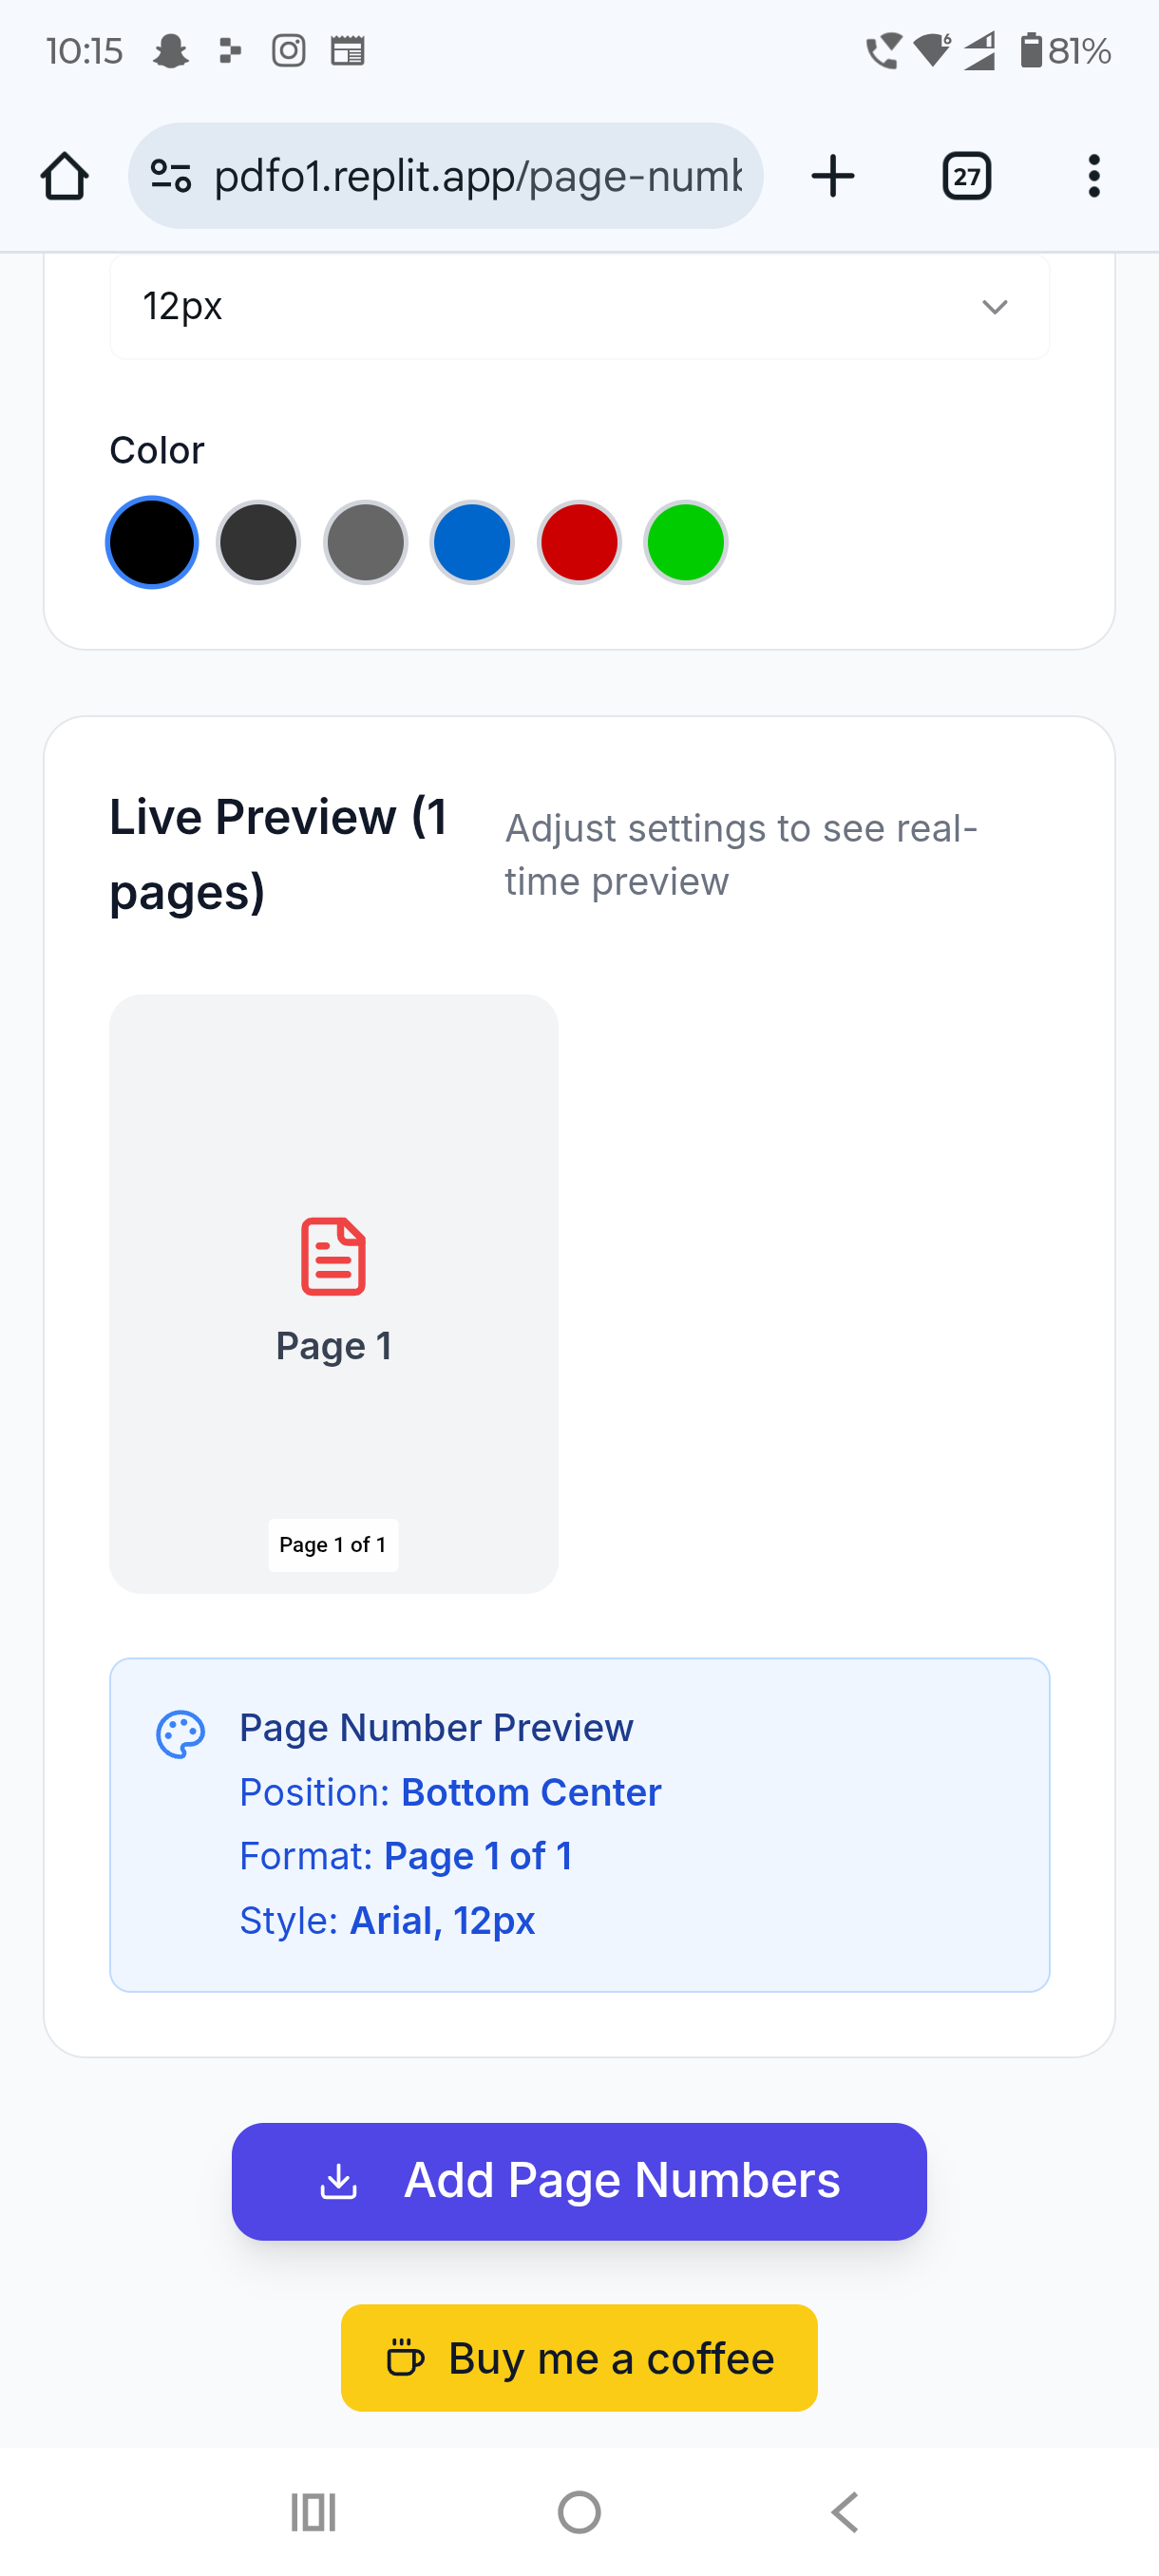 10:15
6
81%
pdfo1.replit.app/page-numb
27
12px
Color
Live Preview (1
pages)
Adjust settings to see real-
time preview
Page 1
Page 1 of 1
Page Number Preview
Position: Bottom Center
Format: Page 1 of 1
Style: Arial, 12px
Add Page Numbers
Buy me a coffee